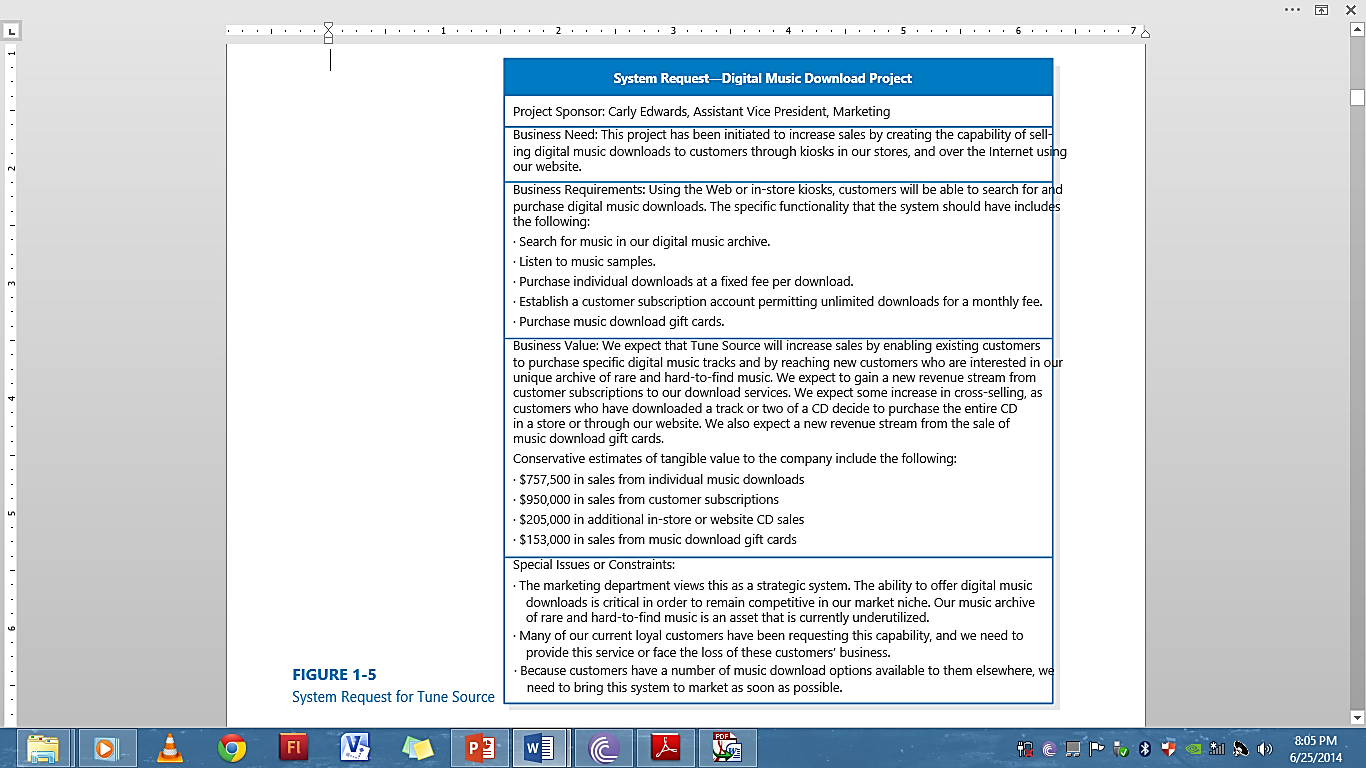 System Request—Digital Music Download Project
Project Sponsor: Carly Edwards, Assistant Vice President, Marketing
Business Need: This project has been initiated to increase sales by creating the capability of sell-
ing digital music downloads to customers through kiosks in our stores, and over the Internet using
our website.
Business Requirements: Using the Web or in-store kiosks, customers will be able to search for and
purchase digital music downloads. The specific functionality that the system should have includes
the following:
· Search for music in our digital music archive.
· Listen to music samples.
· Purchase individual downloads at a fixed fee per download.
· Establish a customer subscription account permitting unlimited downloads for a monthly fee.
· Purchase music download gift cards.
Business Value: We expect that Tune Source will increase sales by enabling existing customers
to purchase specific digital music tracks and by reaching new customers who are interested in our
unique archive of rare and hard-to-find music. We expect to gain a new revenue stream from
customer subscriptions to our download services. We expect some increase in cross-selling, as
customers who have downloaded a track or two of a CD decide to purchase the entire CD
in a store or through our website. We also expect a new revenue stream from the sale of
music download gift cards.
Conservative estimates of tangible value to the company include the following:
· $757,500 in sales from individual music downloads
· $950,000 in sales from customer subscriptions
· $205,000 in additional in-store or website CD sales
· $153,000 in sales from music download gift cards
Special Issues or Constraints:
· The marketing department views this as a strategic system. The ability to offer digital music
downloads is critical in order to remain competitive in our market niche. Our music archive
of rare and hard-to-find music is an asset that is currently underutilized.
· Many of our current loyal customers have been requesting this capability, and we need to
provide this service or face the loss of these customers' business.
· Because customers have a number of music download options available to them elsewhere, we
need to bring this system to market as soon as possible.
FIGURE 1-5
System Request for Tune Source
1 2 3 4 5 6 7
1
2
3
4
5
6
Fl
V
P
W
PDF
8:05 PM
6/25/2014